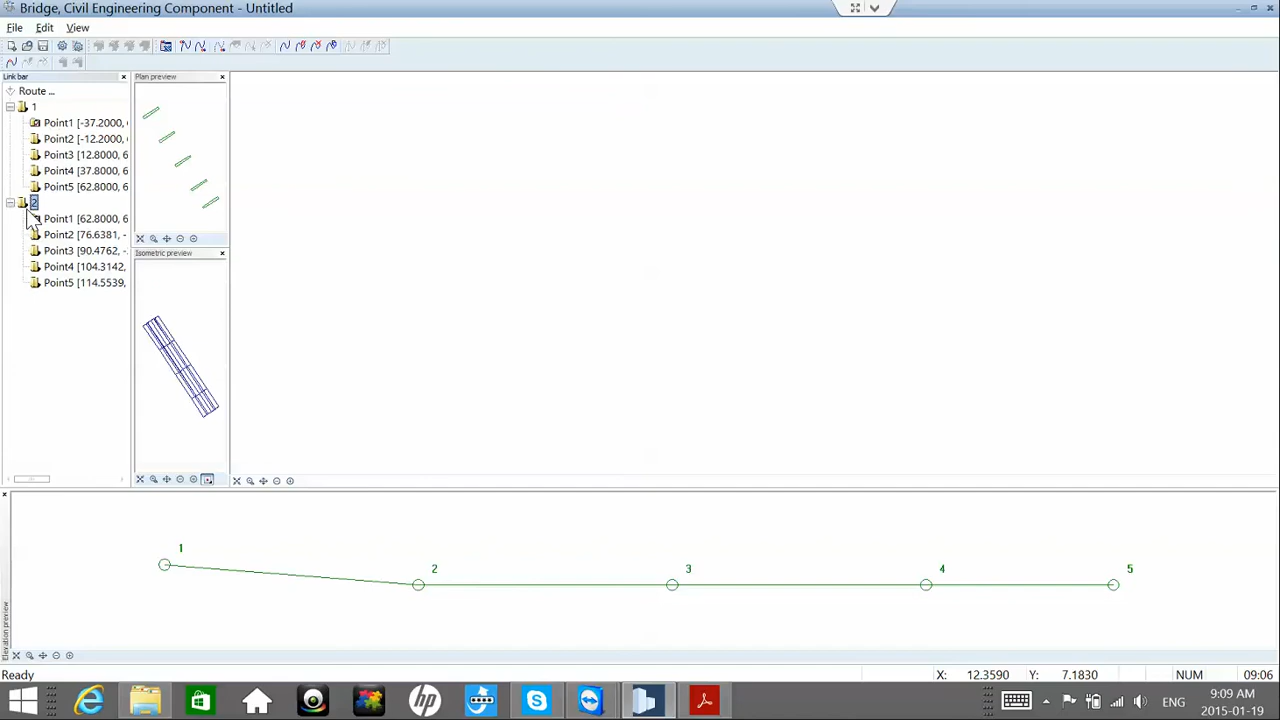 Bridge, Civil Engineering Component - Untitled
File Edit View
Link bar
Plan preview
Route ...
1
Point1 [-37.2000, 6
Point2 [-12.2000, 6
Point3 [12.8000, 6
Point4 [37.8000, 6
Point5 [62.8000, 6
2
Point1 [62.8000, 6
Point2 [76.6381, -
Point3 [90.4762, -
Point4 [104.3142,
Point5 [114.5539,
Isometric preview
1
2
3
4
5
Elevation preview
Ready
X: 12.3590 Y: 7.1830 NUM 09:06
hp
ENG
9:09 AM
2015-01-19